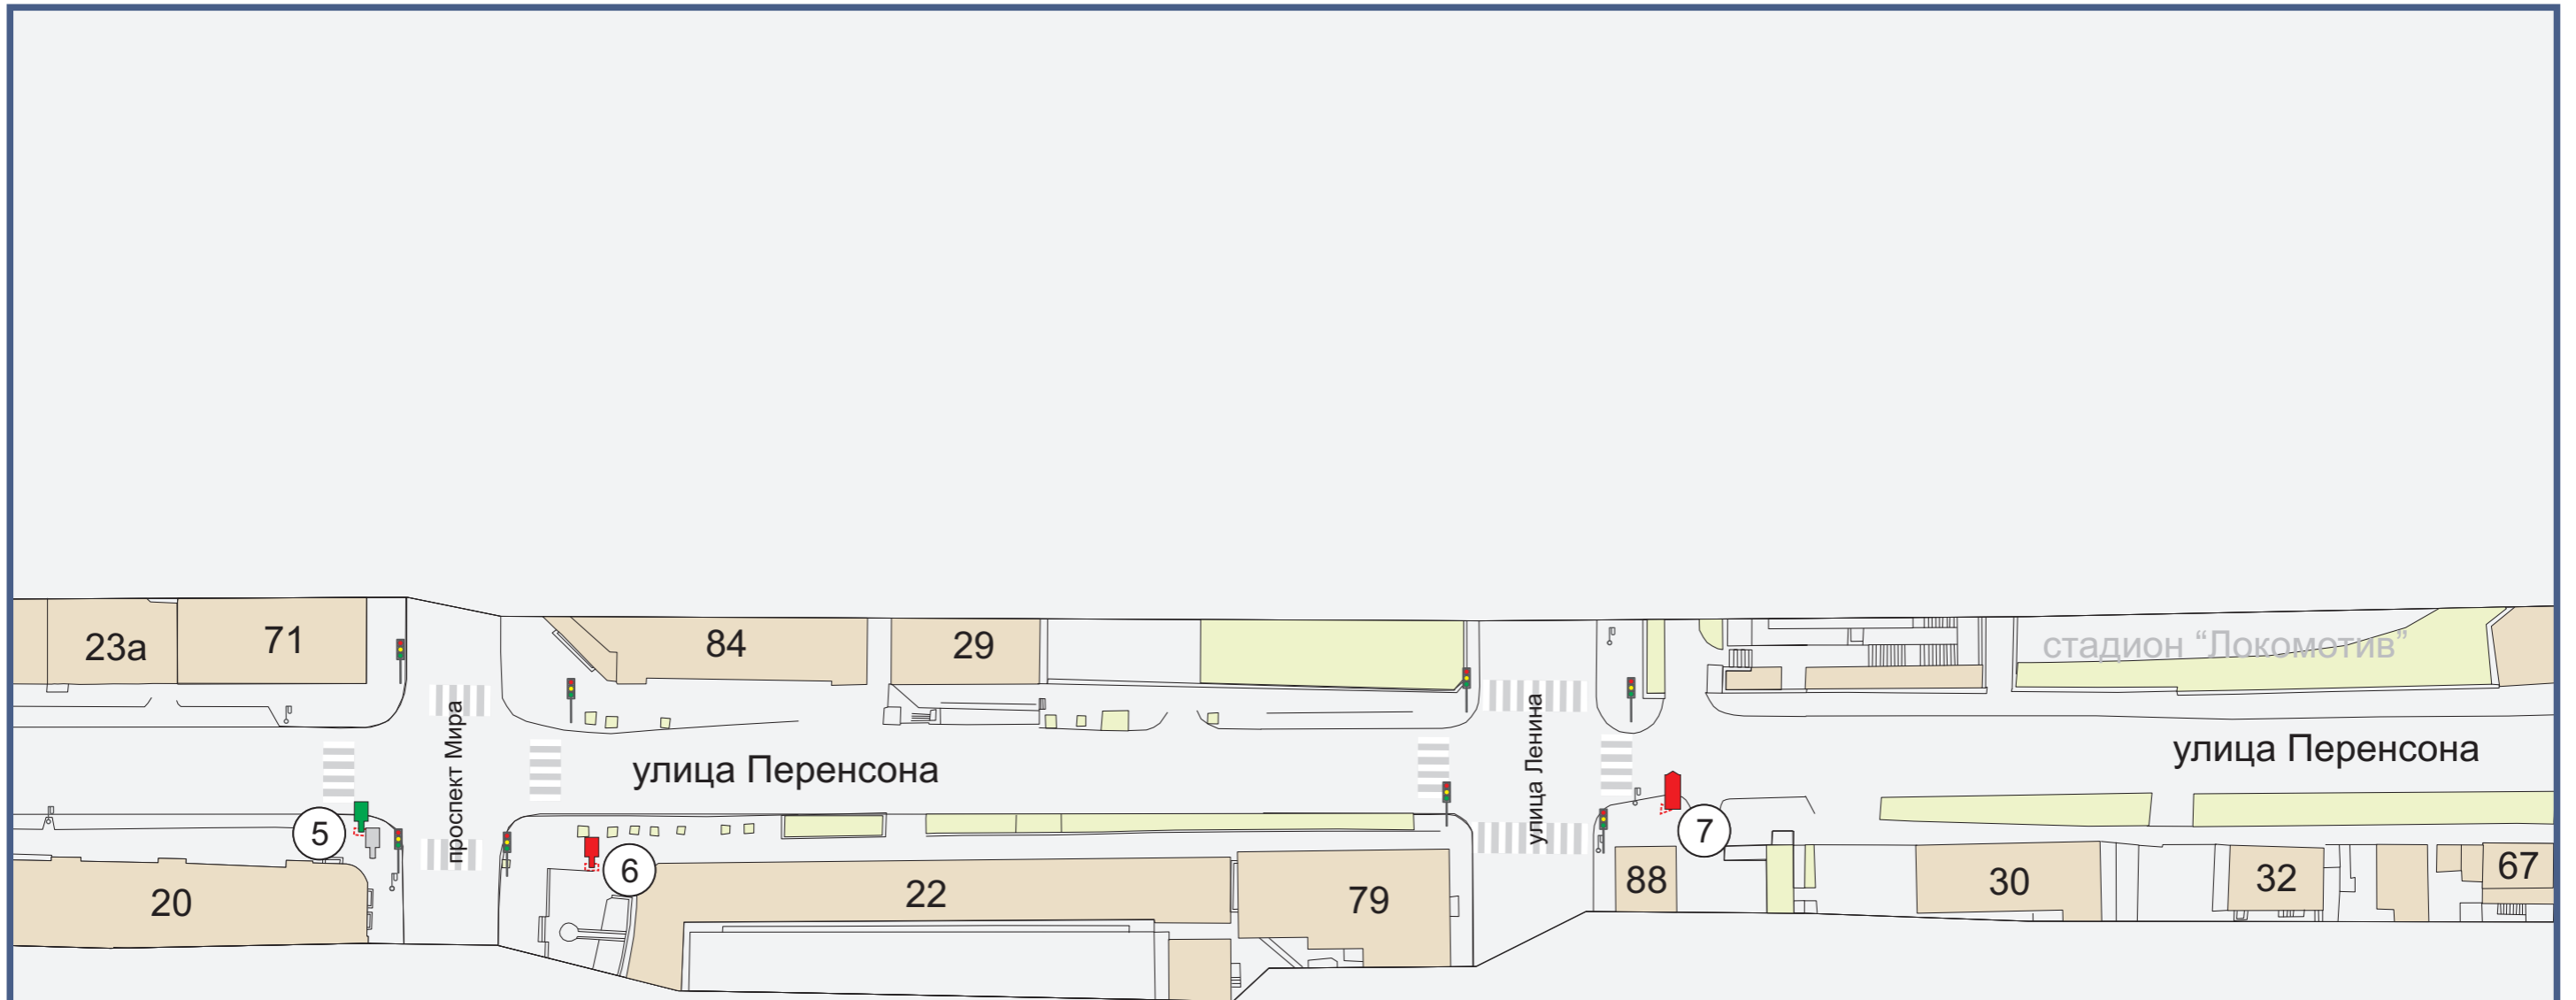 23а
71
84
29
стадион “Локомотив”
проспект Мира
улица Ленина
улица Перенсона
улица Перенсона
5
6
7
20
22
79
88
30
32
67